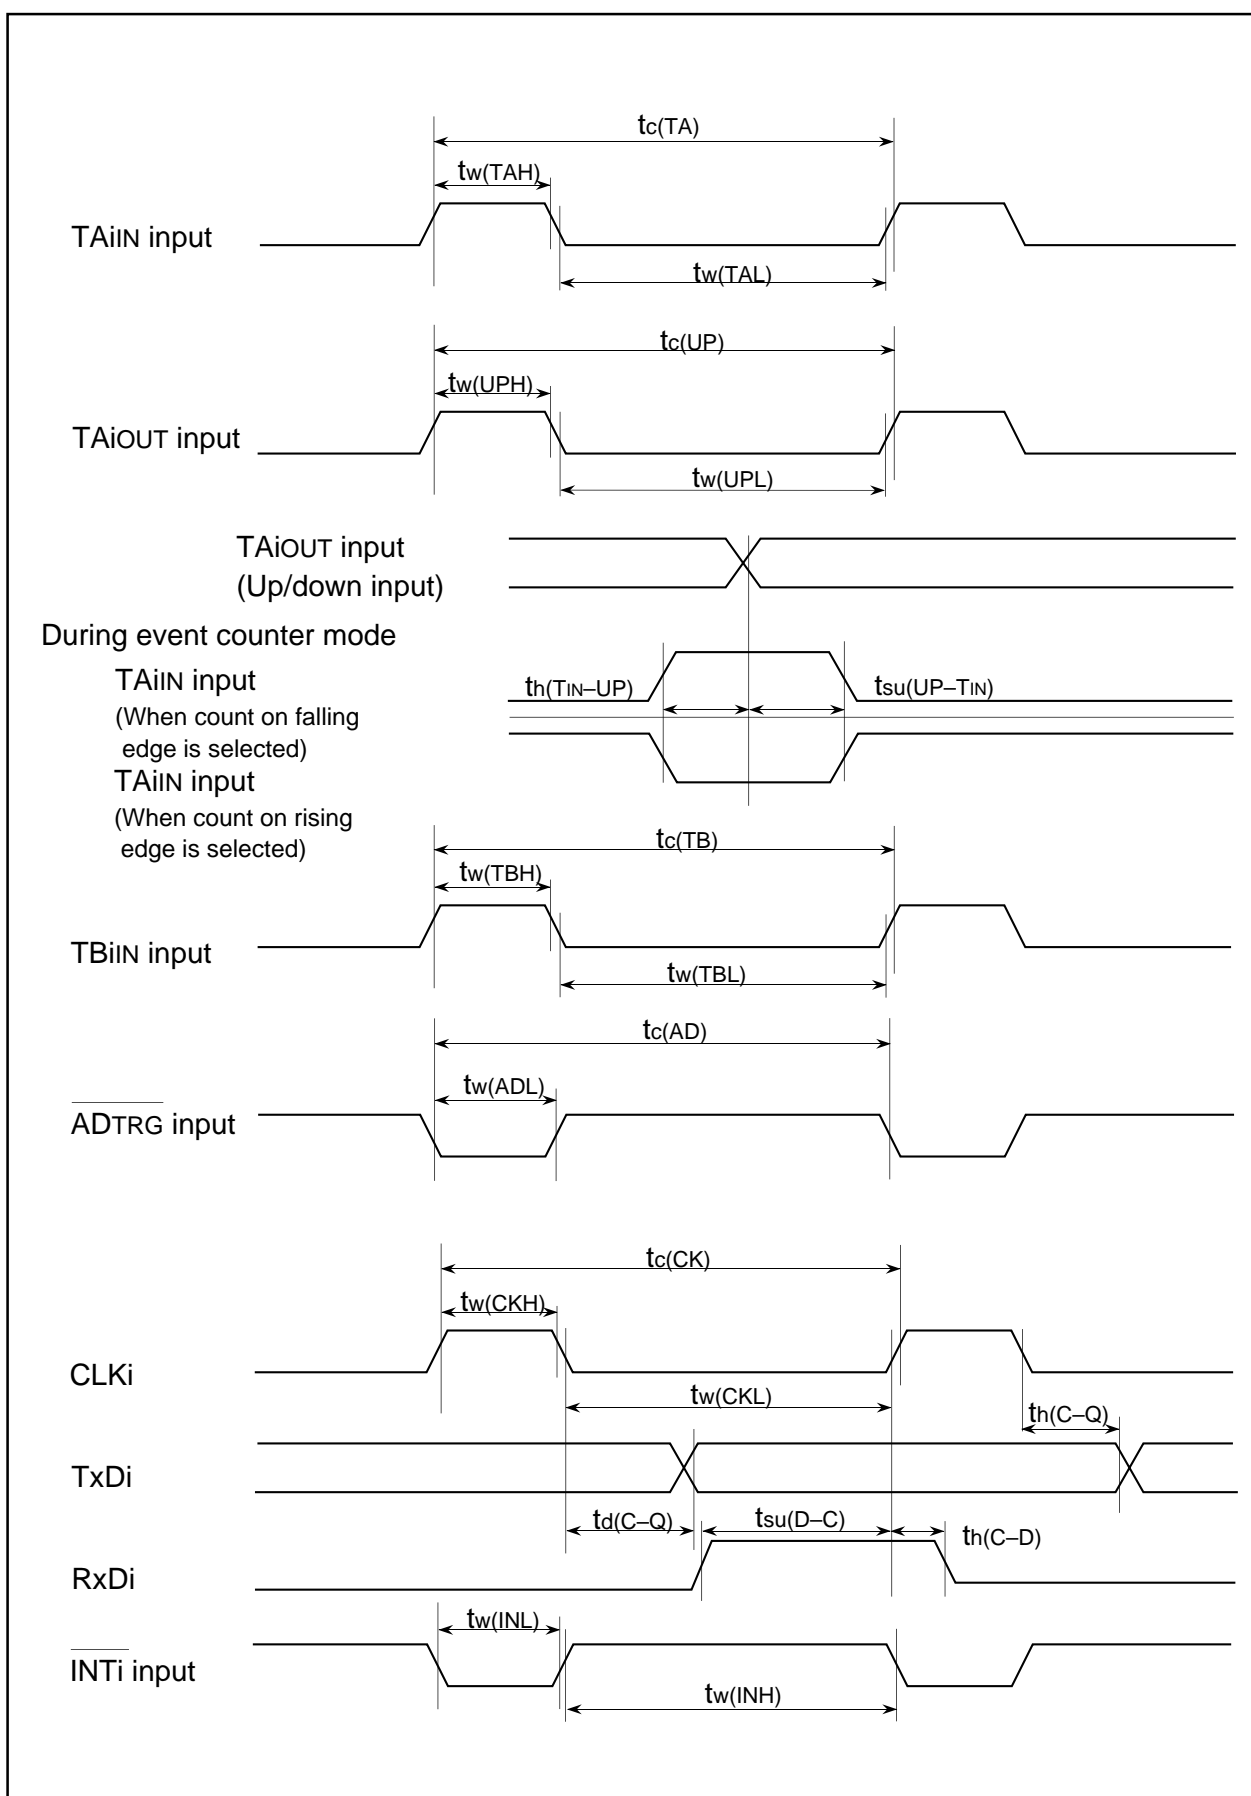 tc(TA)
tw(TAH)
TAiIN input
tw(TAL)
tc(UP)
tw(UPH)
TAiOUT input
tw(UPL)
TAiOUT input
(Up/down input)
During event counter mode
TAiIN input
(When count on falling
edge is selected)
th(TIN–UP)
tsu(UP–TIN)
TAiIN input
(When count on rising
edge is selected)
tc(TB)
tw(TBH)
TBiIN input
tw(TBL)
tc(AD)
tw(ADL)
ADTRG input
tc(CK)
tw(CKH)
CLKi
tw(CKL)
th(C–Q)
TxDi
td(C–Q)
tsu(D–C)
th(C–D)
RxDi
tw(INL)
INTi input
tw(INH)